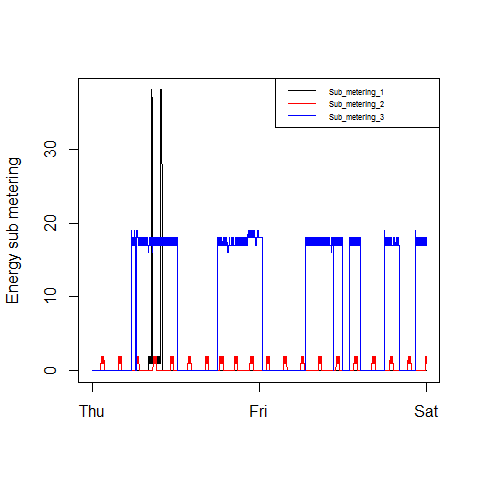 Energy sub metering
30
20
10
0
Sub_metering_1
Sub_metering_2
Sub_metering_3
Thu Fri Sat